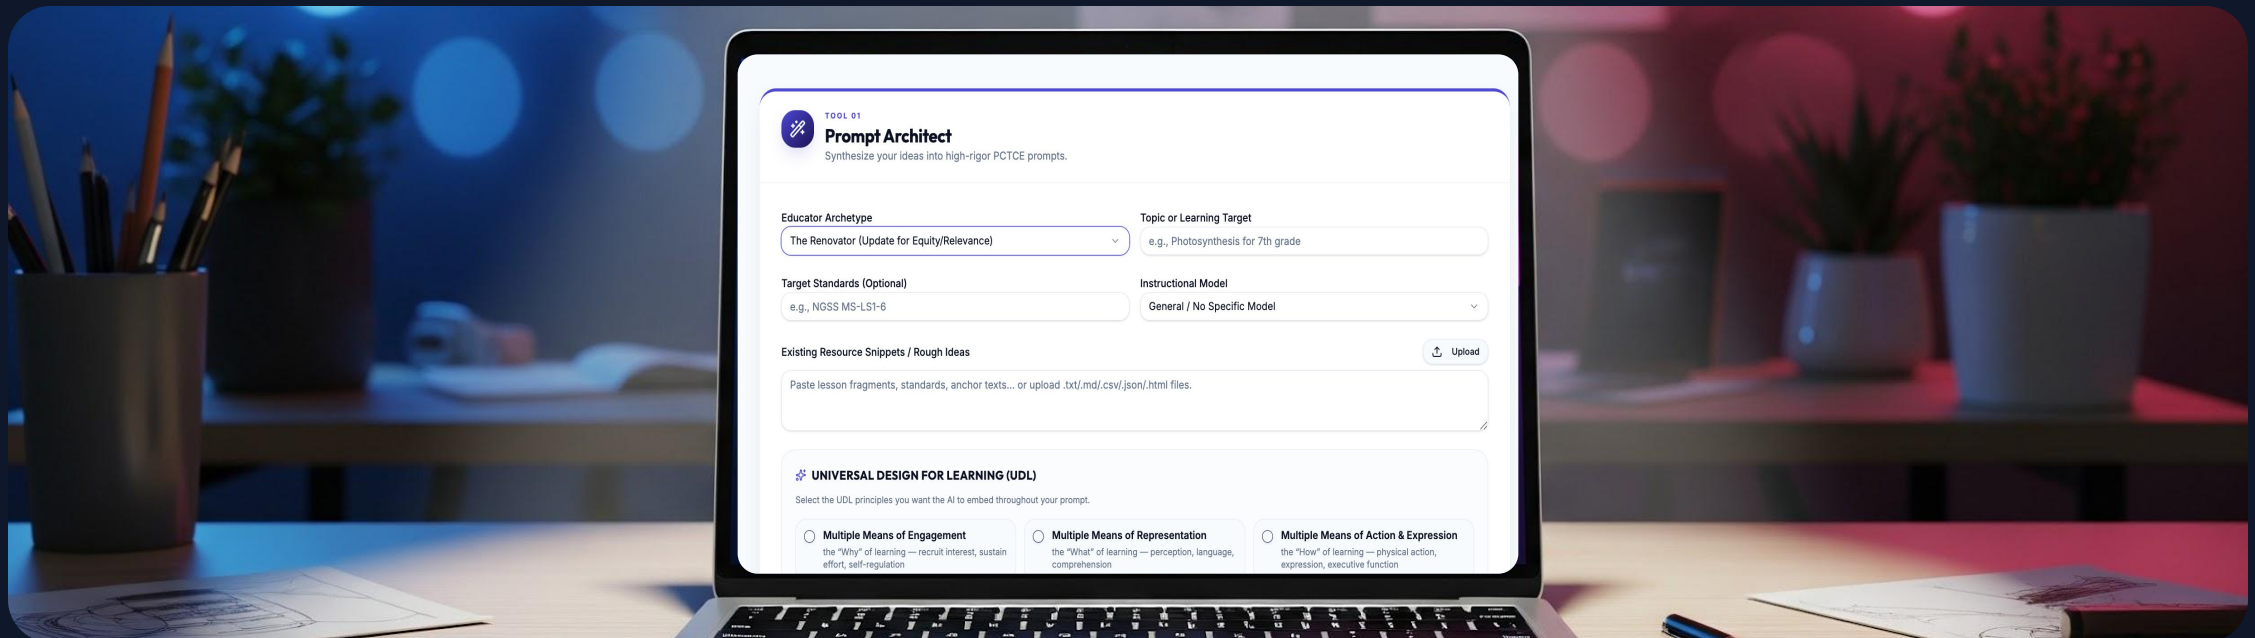 TOOL 01
Prompt Architect
Synthesize your ideas into high-rigor PCTCE prompts.
Educator Archetype
Topic or Learning Target
The Renovator (Update for Equity/Relevance)
e.g., Photosynthesis for 7th grade
Target Standards (Optional)
Instructional Model
e.g., NGSS MS-LS1-6
General / No Specific Model
Existing Resource Snippets / Rough Ideas
Upload
Paste lesson fragments, standards, anchor texts... or upload .txt/.md/.csv/.json/.html files.
UNIVERSAL DESIGN FOR LEARNING (UDL)
Select the UDL principles you want the AI to embed throughout your prompt.
Multiple Means of Engagement
the “Why” of learning — recruit interest, sustain
effort, self-regulation
Multiple Means of Representation
the “What” of learning — perception, language,
comprehension
Multiple Means of Action & Expression
the “How” of learning — physical action,
expression, executive function